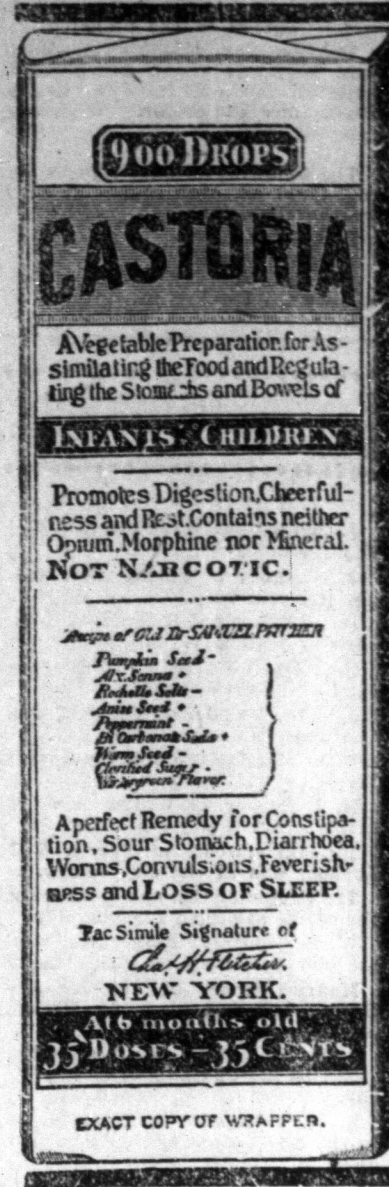 900 DROPS
CASTORIA
A Vegetable Preparation for As-
similating the Food and Regula-
ting the Stomachs and Bowels of
INFANTS CHILDREN
Promotes Digestion, Cheerful-
ness and Rest. Contains neither
Opium, Morphine nor Mineral.
NOT NARCOTIC.
Recipe of Old Dr SAMUEL PITCHER
Pumpkin Seed -
Alx. Senna +
Rochelle Salts -
Anise Seed +
Peppermint -
Bi Carbonate Soda +
Worm Seed -
Clarified Sugar -
Wintergreen Flavor.
A perfect Remedy for Constipa-
tion, Sour Stomach, Diarrhoea,
Worms, Convulsions, Feverish-
ness and LOSS OF SLEEP.
Fac Simile Signature of
Chas. H. Fletcher.
NEW YORK.
At 6 months old
35 DOSES - 35 CENTS
EXACT COPY OF WRAPPER.